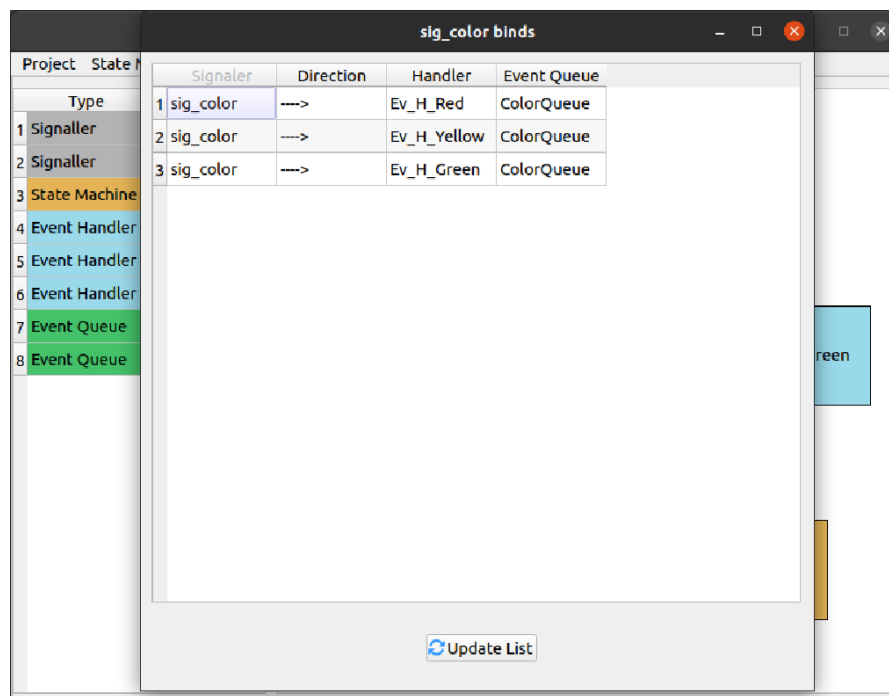 sig_color binds
Project State M
Type
1 Signaller
2 Signaller
3 State Machine
4 Event Handler
5 Event Handler
6 Event Handler
7 Event Queue
8 Event Queue
Signaler Direction Handler Event Queue
1 sig_color ----> Ev_H_Red ColorQueue
2 sig_color ----> Ev_H_Yellow ColorQueue
3 sig_color ----> Ev_H_Green ColorQueue
reen
Update List